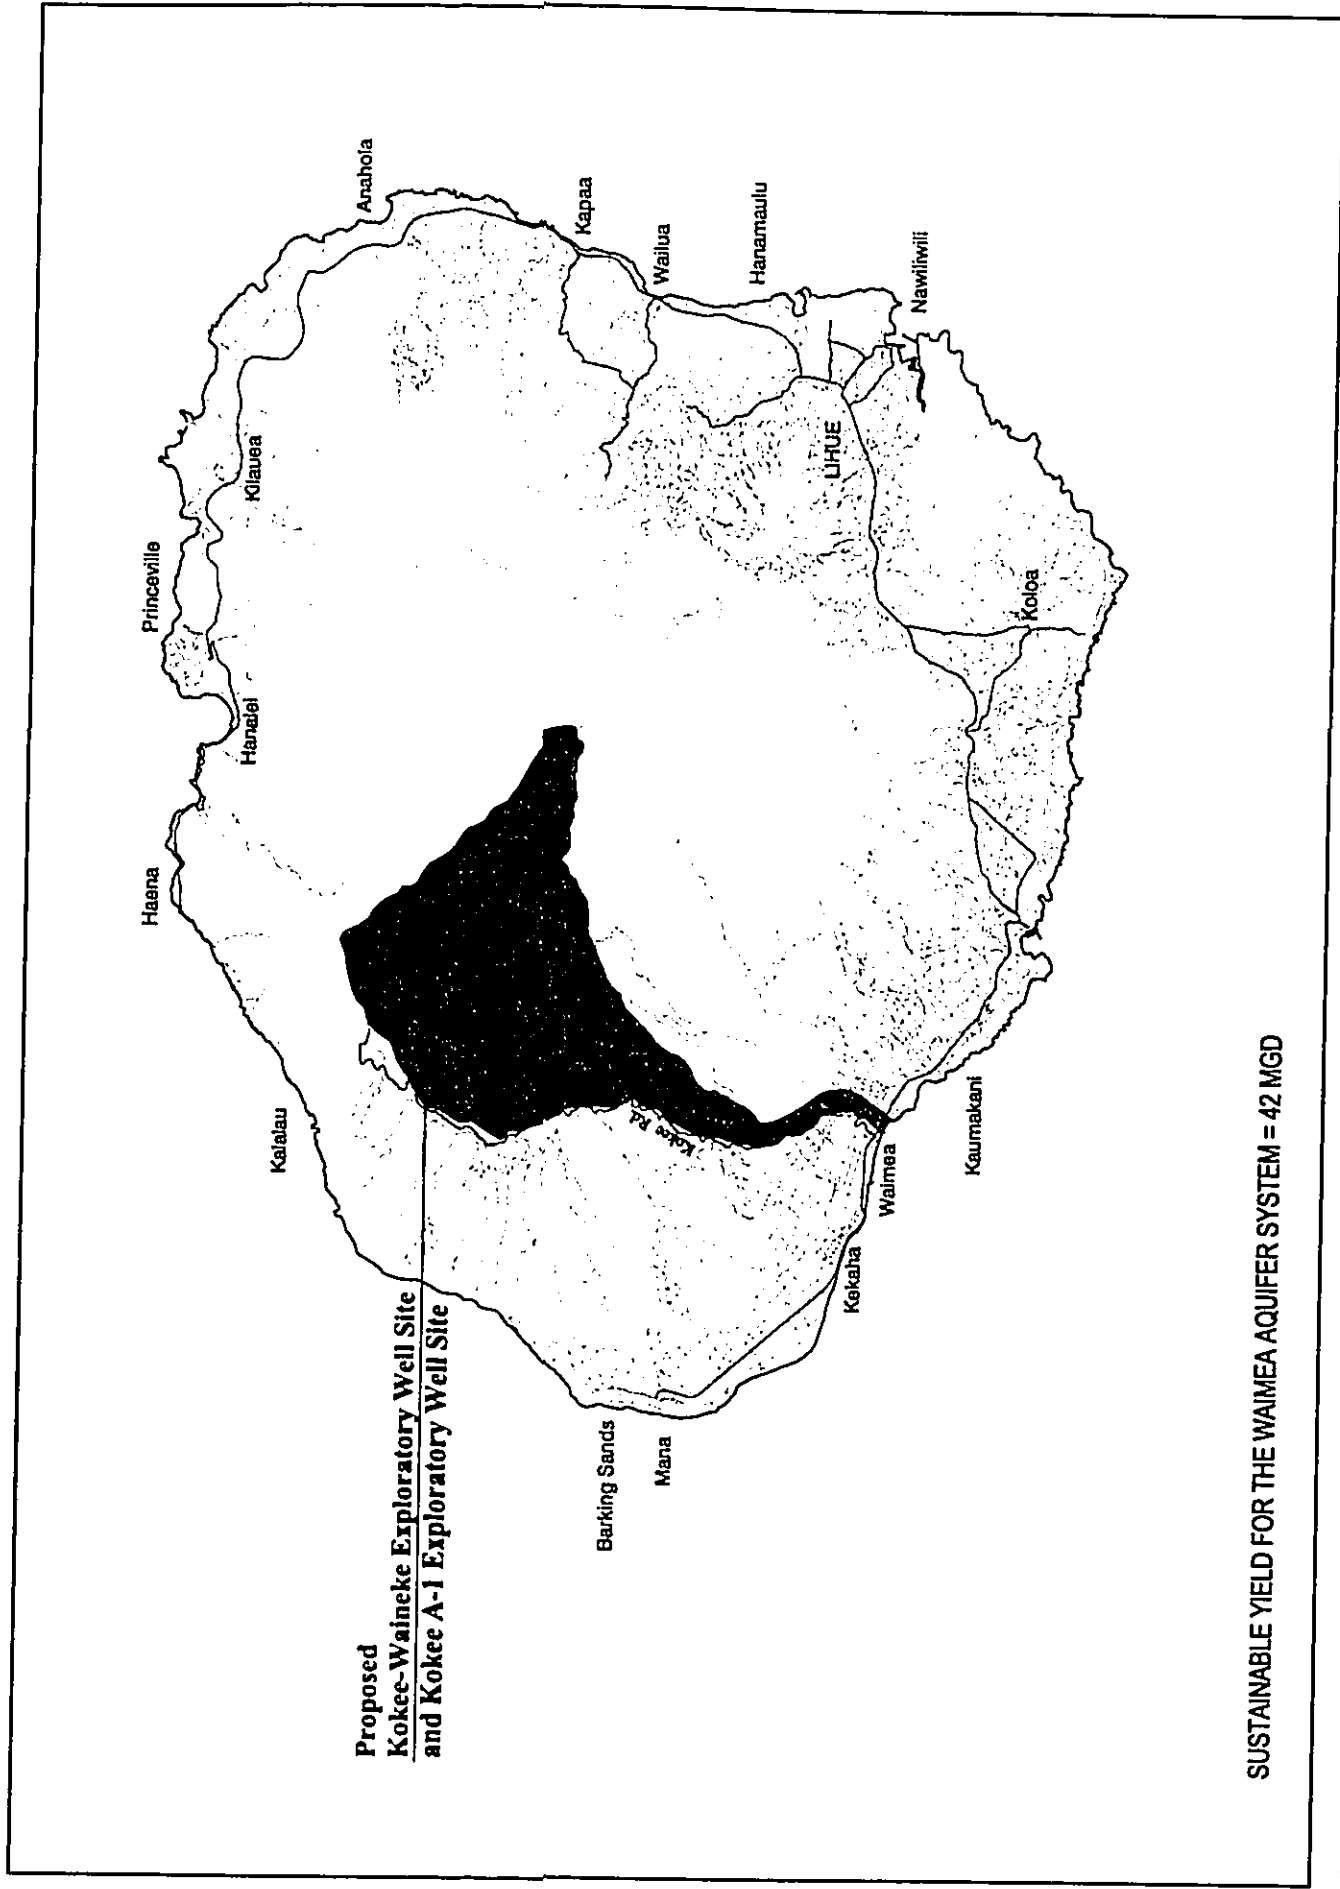 Proposed
Kokee-Waineke Exploratory Well Site
and Kokee A-1 Exploratory Well Site
Haena
Hanalei
Princeville
Kilauea
Anahola
Kapaa
Wailua
Hanamaulu
Nawiliwili
LIHUE
Koloa
Kalalau
Kokee Rd.
Barking Sands
Mana
Kekaha
Waimea
Kaumakani
SUSTAINABLE YIELD FOR THE WAIMEA AQUIFER SYSTEM = 42 MGD